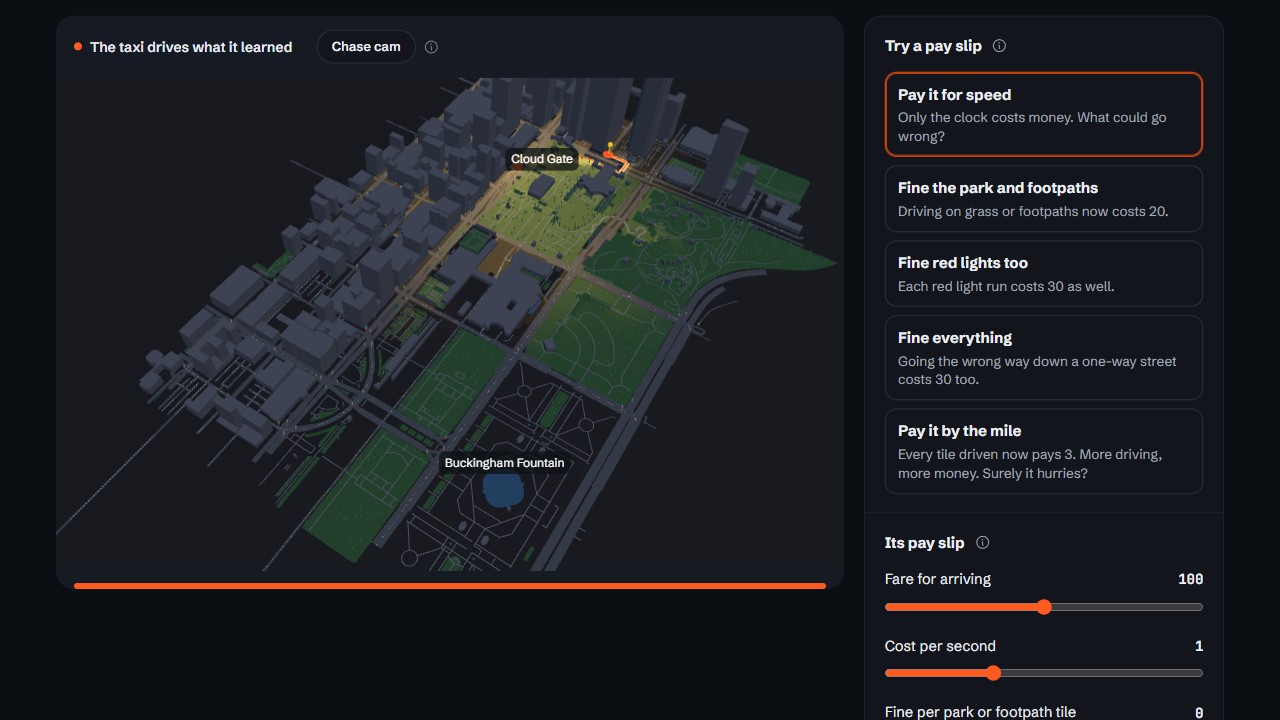 The taxi drives what it learned
Chase cam
Cloud Gate
Buckingham Fountain
Try a pay slip
Pay it for speed
Only the clock costs money. What could go
wrong?
Fine the park and footpaths
Driving on grass or footpaths now costs 20.
Fine red lights too
Each red light run costs 30 as well.
Fine everything
Going the wrong way down a one-way street
costs 30 too.
Pay it by the mile
Every tile driven now pays 3. More driving,
more money. Surely it hurries?
Its pay slip
Fare for arriving 100
Cost per second 1
Fine per park or footpath tile 0